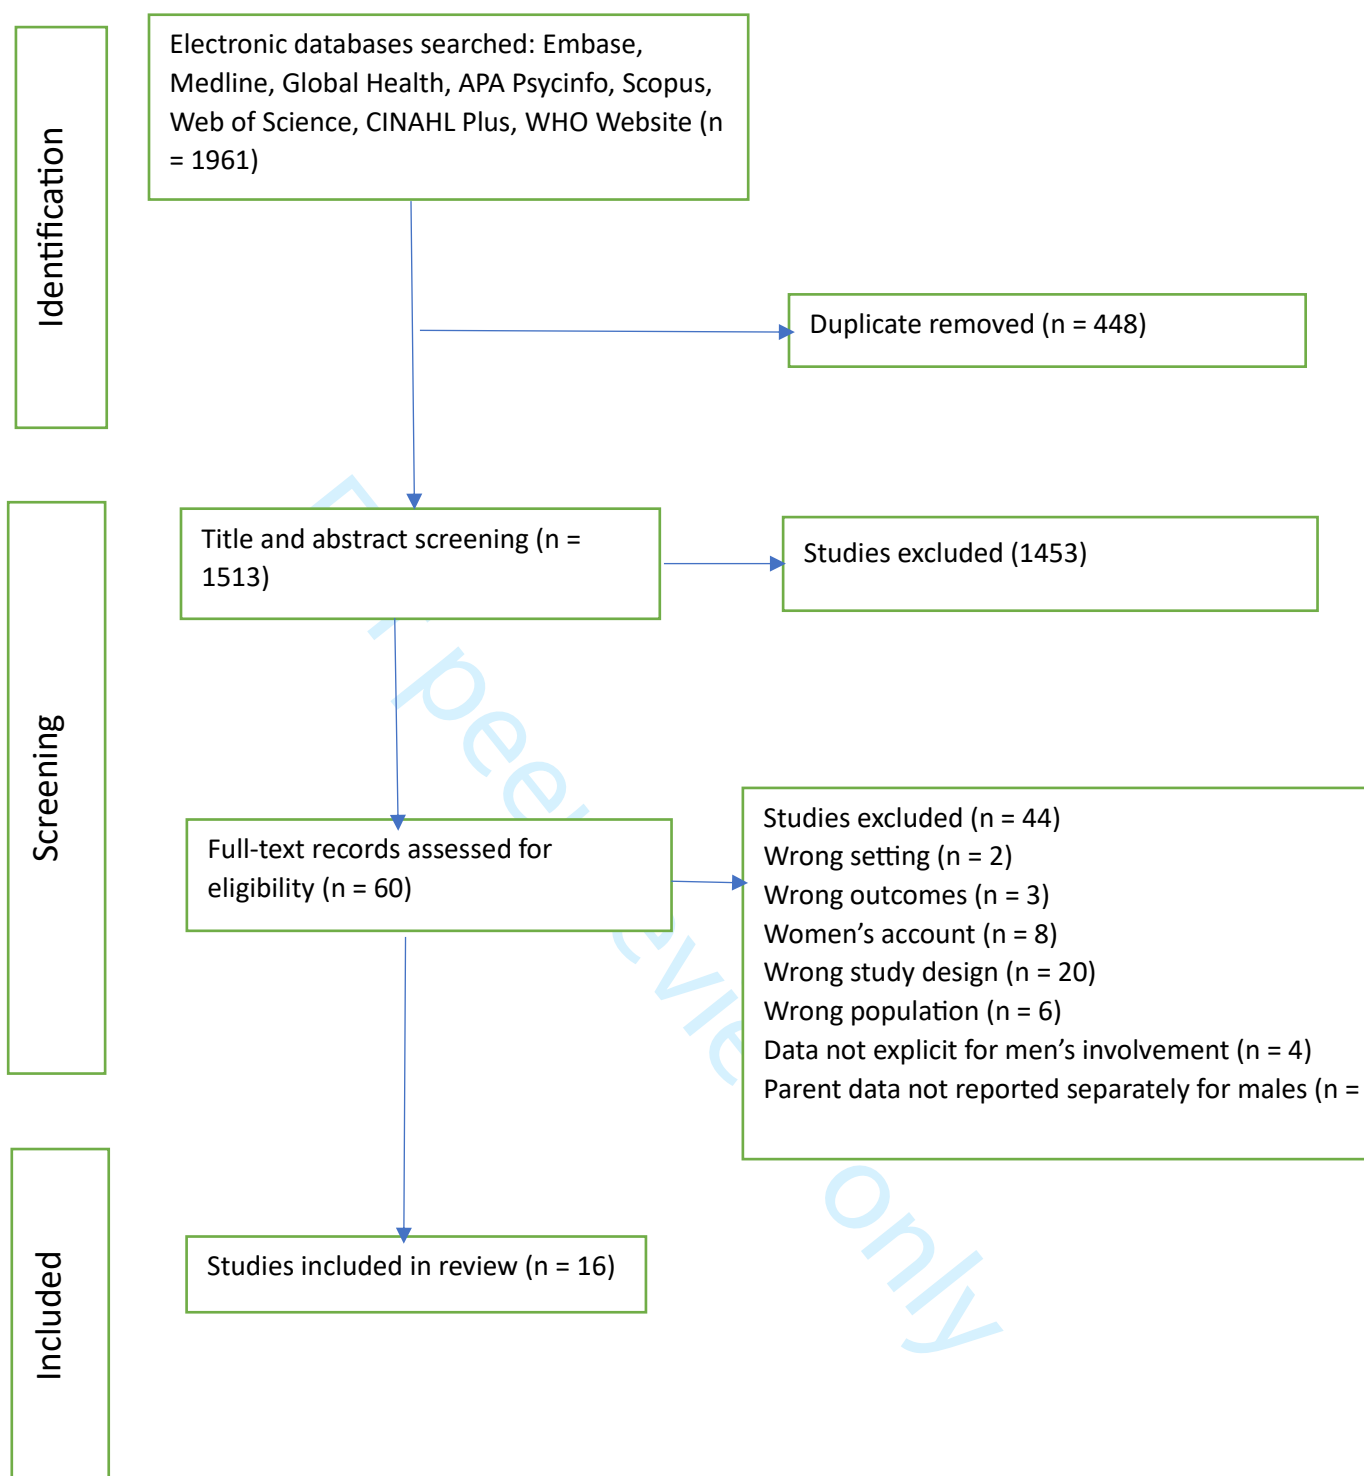 Identification
Electronic databases searched: Embase,
Medline, Global Health, APA Psycinfo, Scopus,
Web of Science, CINAHL Plus, WHO Website (n
= 1961)
Duplicate removed (n = 448)
Screening
Title and abstract screening (n =
1513)
Studies excluded (1453)
Full-text records assessed for
eligibility (n = 60)
Studies excluded (n = 44)
Wrong setting (n = 2)
Wrong outcomes (n = 3)
Women’s account (n = 8)
Wrong study design (n = 20)
Wrong population (n = 6)
Data not explicit for men’s involvement (n = 4)
Parent data not reported separately for males (n =
Included
Studies included in review (n = 16)
peer review only